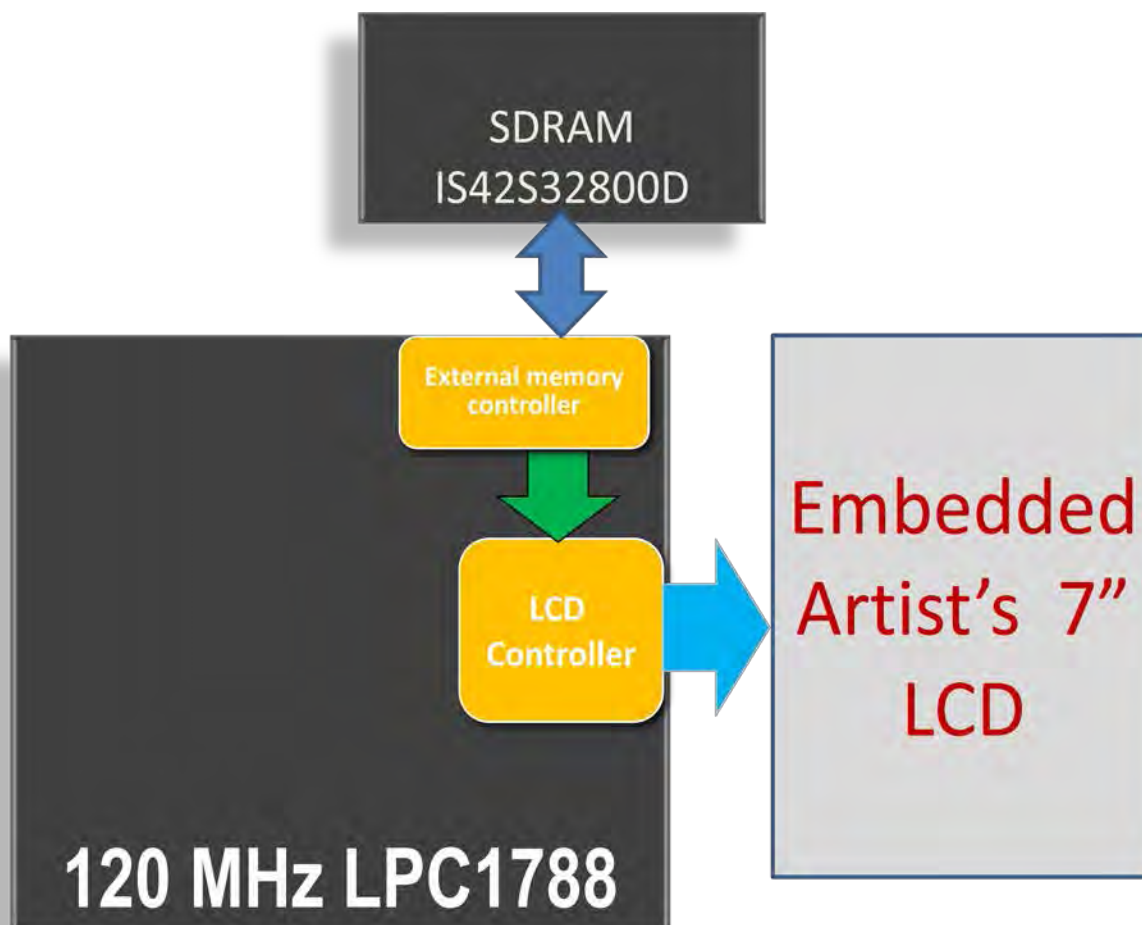 SDRAM
IS42S32800D
External memory
controller
LCD
Controller
Embedded
Artist’s 7”
LCD
120 MHz LPC1788